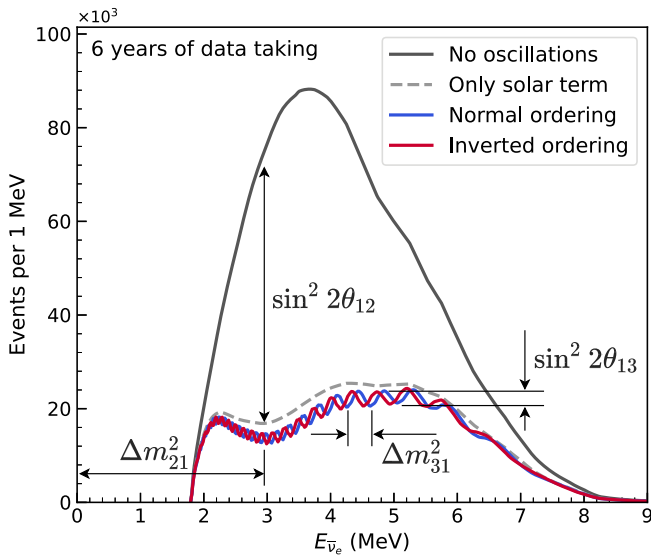 ×10³
6 years of data taking
No oscillations
Only solar term
Normal ordering
Inverted ordering
Events per 1 MeV
100
80
60
40
20
0
sin² 2θ₁₂
sin² 2θ₁₃
Δm²₂₁
Δm²₃₁
0 1 2 3 4 5 6 7 8 9
E_ν̄ₑ (MeV)